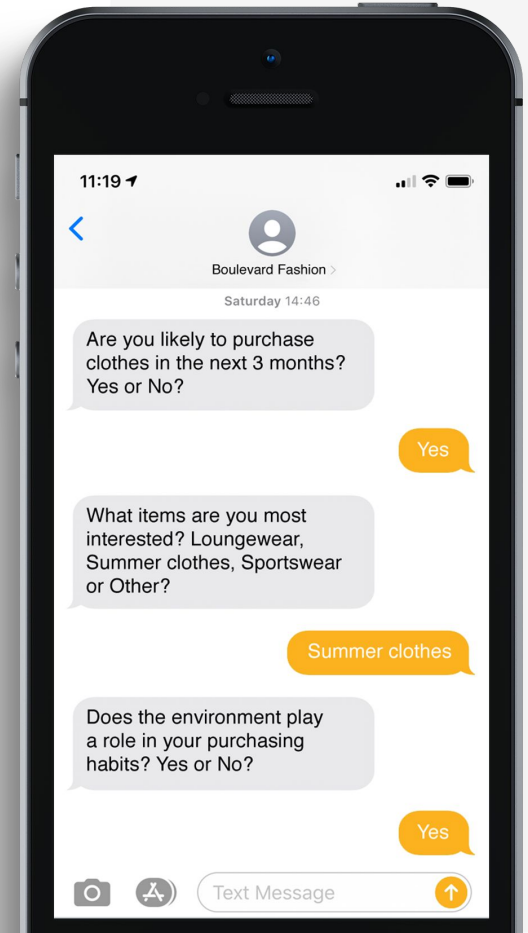 11:19
Boulevard Fashion
Saturday 14:46
Are you likely to purchase
clothes in the next 3 months?
Yes or No?
Yes
What items are you most
interested? Loungewear,
Summer clothes, Sportswear
or Other?
Summer clothes
Does the environment play
a role in your purchasing
habits? Yes or No?
Yes
Text Message